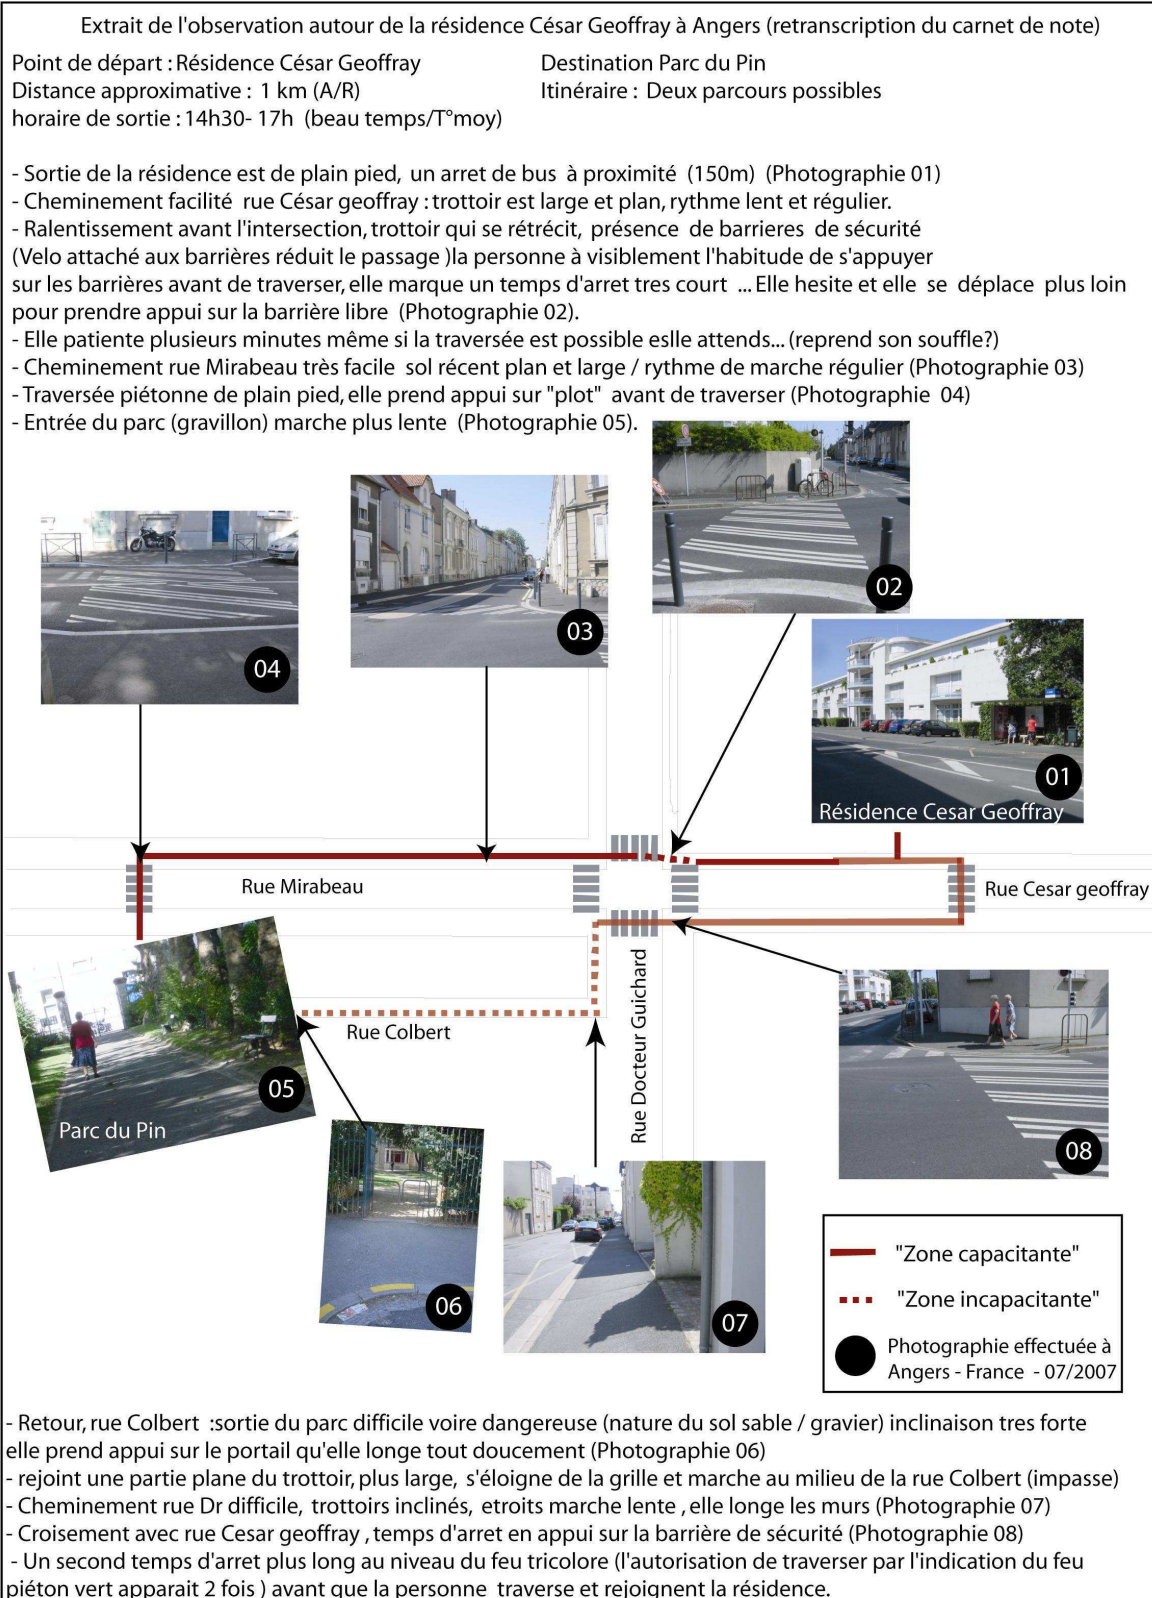 Extrait de l'observation autour de la résidence César Geoffray à Angers (retranscription du carnet de note)
Point de départ : Résidence César Geoffray
Destination Parc du Pin
Distance approximative : 1 km (A/R)
Itinéraire : Deux parcours possibles
horaire de sortie : 14h30- 17h (beau temps/T°moy)
- Sortie de la résidence est de plain pied, un arret de bus à proximité (150m) (Photographie 01)
- Cheminement facilité rue César geoffray : trottoir est large et plan, rythme lent et régulier.
- Ralentissement avant l'intersection, trottoir qui se rétrécit, présence de barrieres de sécurité
(Velo attaché aux barrières réduit le passage )la personne à visiblement l'habitude de s'appuyer
sur les barrières avant de traverser, elle marque un temps d'arret tres court ... Elle hesite et elle se déplace plus loin
pour prendre appui sur la barrière libre (Photographie 02).
- Elle patiente plusieurs minutes même si la traversée est possible eslle attends... (reprend son souffle?)
- Cheminement rue Mirabeau très facile sol récent plan et large / rythme de marche régulier (Photographie 03)
- Traversée piétonne de plain pied, elle prend appui sur "plot" avant de traverser (Photographie 04)
- Entrée du parc (gravillon) marche plus lente (Photographie 05).
02
03
04
01
Résidence Cesar Geoffray
Rue Mirabeau
Rue Cesar geoffray
Rue Docteur Guichard
Rue Colbert
05
Parc du Pin
08
06
07
"Zone capacitante"
"Zone incapacitante"
Photographie effectuée à
Angers - France - 07/2007
- Retour, rue Colbert :sortie du parc difficile voire dangereuse (nature du sol sable / gravier) inclinaison tres forte
elle prend appui sur le portail qu'elle longe tout doucement (Photographie 06)
- rejoint une partie plane du trottoir, plus large, s'éloigne de la grille et marche au milieu de la rue Colbert (impasse)
- Cheminement rue Dr difficile, trottoirs inclinés, etroits marche lente , elle longe les murs (Photographie 07)
- Croisement avec rue Cesar geoffray , temps d'arret en appui sur la barrière de sécurité (Photographie 08)
- Un second temps d'arret plus long au niveau du feu tricolore (l'autorisation de traverser par l'indication du feu
piéton vert apparait 2 fois ) avant que la personne traverse et rejoignent la résidence.